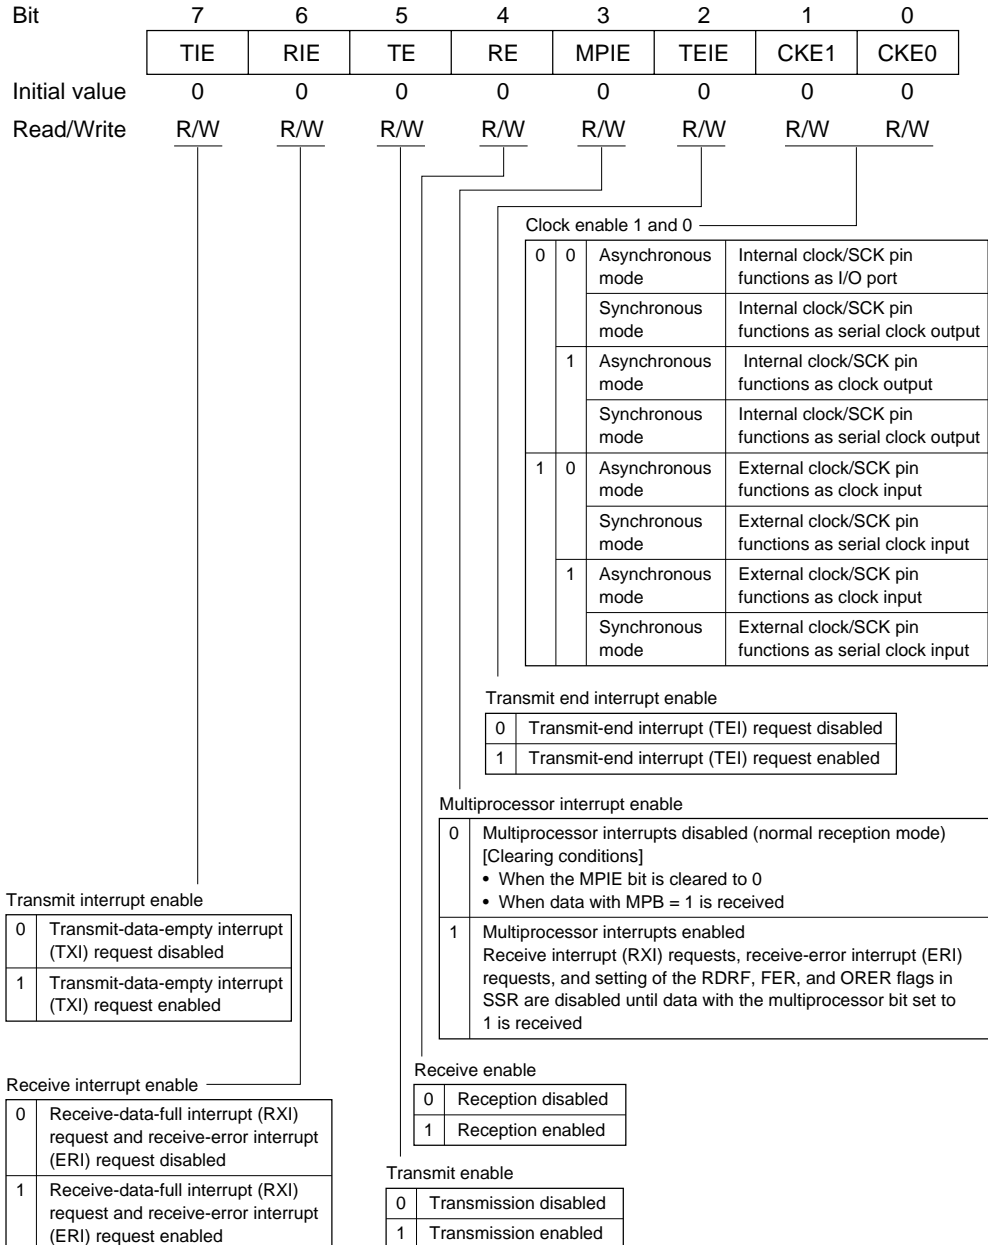 Bit 7 6 5 4 3 2 1 0
TIE RIE TE RE MPIE TEIE CKE1 CKE0
Initial value 0 0 0 0 0 0 0 0
Read/Write R/W R/W R/W R/W R/W R/W R/W R/W
Clock enable 1 and 0
0 0 Asynchronous Internal clock/SCK pin
mode functions as I/O port
Synchronous Internal clock/SCK pin
mode functions as serial clock output
1 Asynchronous Internal clock/SCK pin
mode functions as clock output
Synchronous Internal clock/SCK pin
mode functions as serial clock output
1 0 Asynchronous External clock/SCK pin
mode functions as clock input
Synchronous External clock/SCK pin
mode functions as serial clock input
1 Asynchronous External clock/SCK pin
mode functions as clock input
Synchronous External clock/SCK pin
mode functions as serial clock input
Transmit end interrupt enable
0 Transmit-end interrupt (TEI) request disabled
1 Transmit-end interrupt (TEI) request enabled
Multiprocessor interrupt enable
0 Multiprocessor interrupts disabled (normal reception mode)
[Clearing conditions]
• When the MPIE bit is cleared to 0
• When data with MPB = 1 is received
1 Multiprocessor interrupts enabled
Receive interrupt (RXI) requests, receive-error interrupt (ERI)
requests, and setting of the RDRF, FER, and ORER flags in
SSR are disabled until data with the multiprocessor bit set to
1 is received
Transmit interrupt enable
0 Transmit-data-empty interrupt
(TXI) request disabled
1 Transmit-data-empty interrupt
(TXI) request enabled
Receive enable
0 Reception disabled
1 Reception enabled
Receive interrupt enable
0 Receive-data-full interrupt (RXI)
request and receive-error interrupt
(ERI) request disabled
1 Receive-data-full interrupt (RXI)
request and receive-error interrupt
(ERI) request enabled
Transmit enable
0 Transmission disabled
1 Transmission enabled